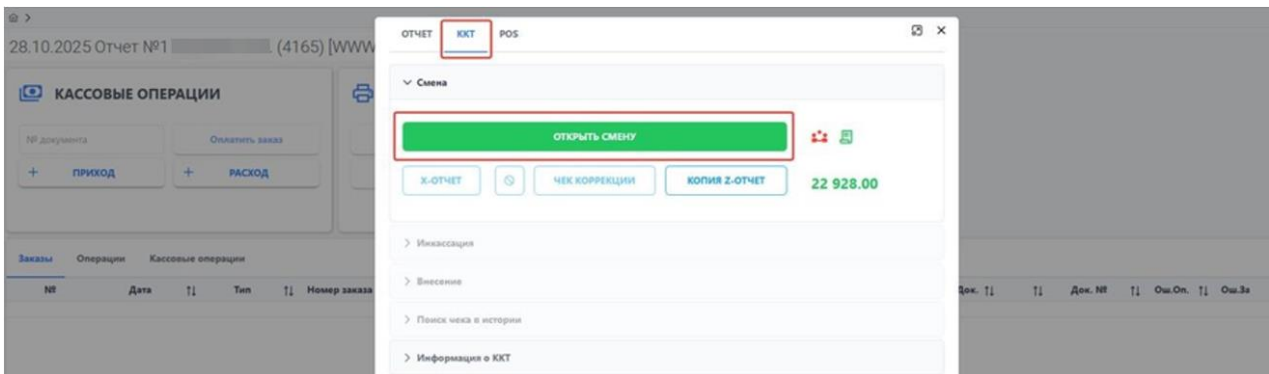 28.10.2025 Отчет №1 (4165) [WWW
ОТЧЕТ ККТ POS
КАССОВЫЕ ОПЕРАЦИИ
№ документа
Оплатить заказ
+ ПРИХОД
+ РАСХОД
Смена
ОТКРЫТЬ СМЕНУ
X-ОТЧЕТ
ЧЕК КОРРЕКЦИИ
КОПИЯ Z-ОТЧЕТ
22 928.00
Инкассация
Внесение
Поиск чека в истории
Информация о ККТ
Заказы Операции Кассовые операции
№ Дата Тип Номер заказа Док. Док. № Ош.Оп. Ош.За